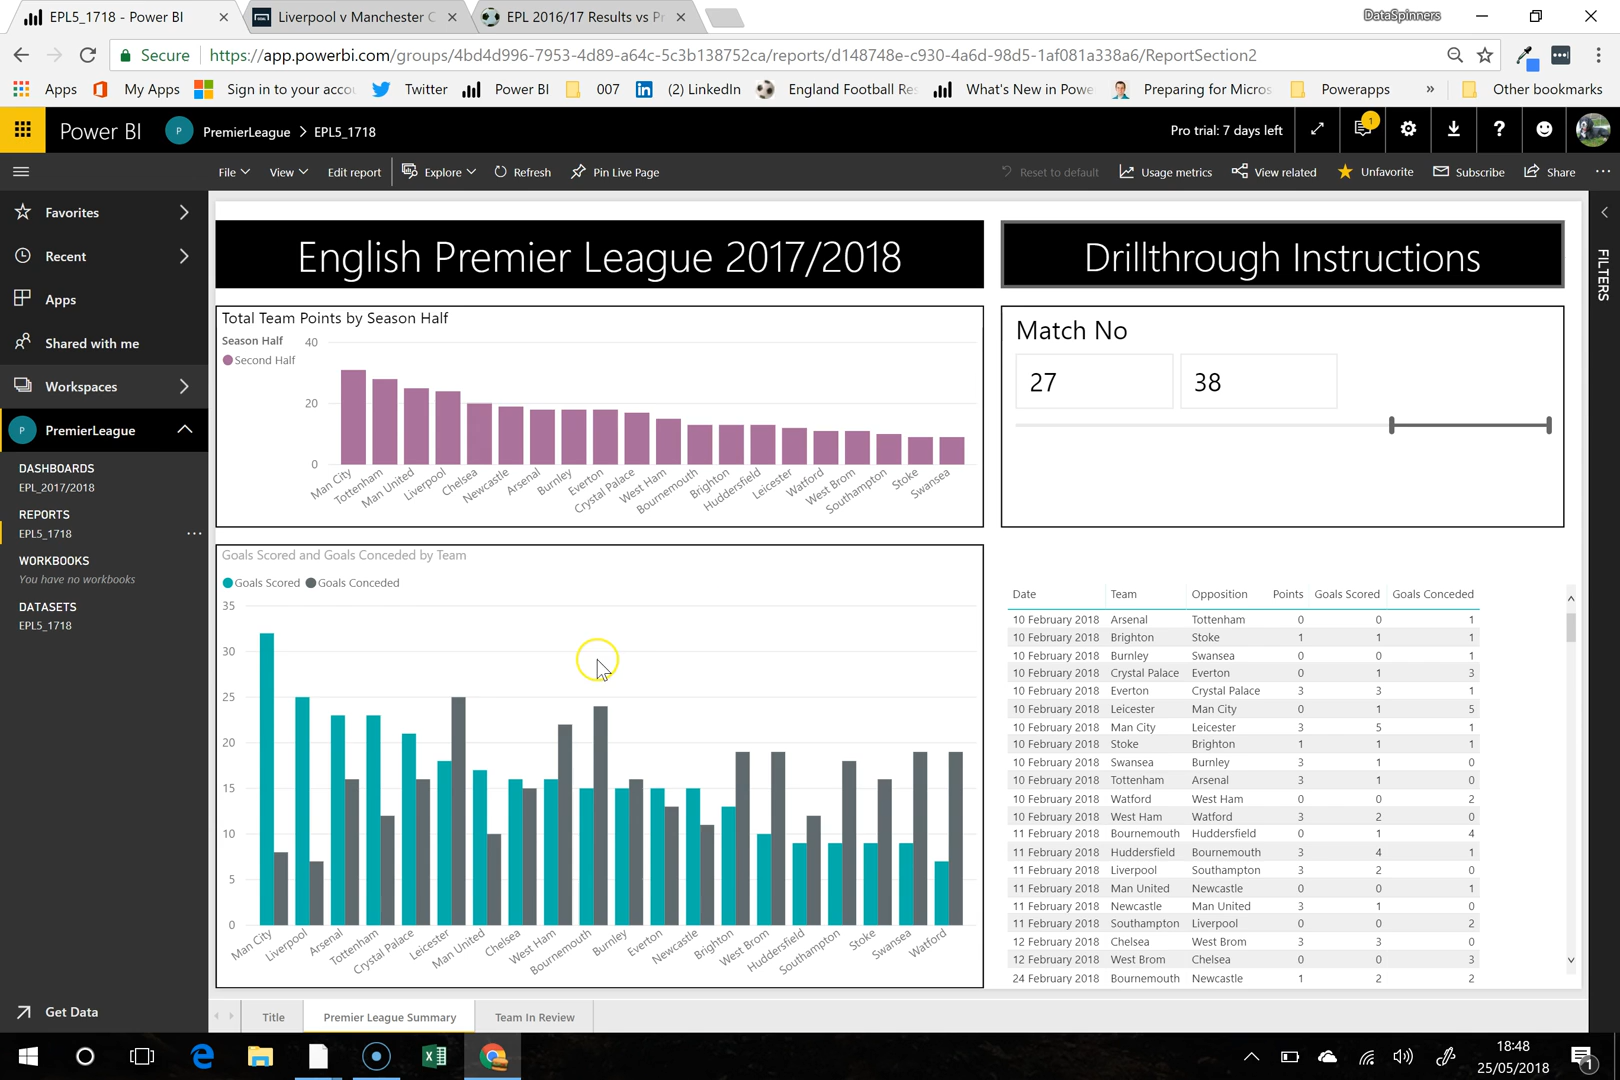 EPL5_1718 - Power BI
Liverpool v Manchester C
EPL 2016/17 Results vs Pr
DataSpinners
Secure
https://app.powerbi.com/groups/4bd4d996-7953-4d89-a64c-5c3b138752ca/reports/d148748e-c930-4a6d-98d5-1af081a338a6/ReportSection2
Apps
My Apps
Sign in to your accou
Twitter
Power BI
007
(2) LinkedIn
England Football Res
What's New in Powe
Preparing for Micros
Powerapps
»
Other bookmarks
Power BI
P
PremierLeague > EPL5_1718
Pro trial: 7 days left
1
?
File
View
Edit report
Explore
Refresh
Pin Live Page
Reset to default
Usage metrics
View related
Unfavorite
Subscribe
Share
...
Favorites
Recent
Apps
Shared with me
Workspaces
P
PremierLeague
DASHBOARDS
EPL_2017/2018
REPORTS
EPL5_1718
...
WORKBOOKS
You have no workbooks
DATASETS
EPL5_1718
Get Data
English Premier League 2017/2018
Drillthrough Instructions
FILTERS
Total Team Points by Season Half
Season Half
Second Half
40
20
0
Man City
Tottenham
Man United
Liverpool
Chelsea
Newcastle
Arsenal
Burnley
Everton
Crystal Palace
West Ham
Bournemouth
Brighton
Huddersfield
Leicester
Watford
West Brom
Southampton
Stoke
Swansea
Match No
27
38
Goals Scored and Goals Conceded by Team
Goals Scored
Goals Conceded
35
30
25
20
15
10
5
0
Man City
Liverpool
Arsenal
Tottenham
Crystal Palace
Leicester
Man United
Chelsea
West Ham
Bournemouth
Burnley
Everton
Newcastle
Brighton
West Brom
Huddersfield
Southampton
Stoke
Swansea
Watford
Date Team Opposition Points Goals Scored Goals Conceded
10 February 2018 Arsenal Tottenham 0 0 1
10 February 2018 Brighton Stoke 1 1 1
10 February 2018 Burnley Swansea 0 0 1
10 February 2018 Crystal Palace Everton 0 1 3
10 February 2018 Everton Crystal Palace 3 3 1
10 February 2018 Leicester Man City 0 1 5
10 February 2018 Man City Leicester 3 5 1
10 February 2018 Stoke Brighton 1 1 1
10 February 2018 Swansea Burnley 3 1 0
10 February 2018 Tottenham Arsenal 3 1 0
10 February 2018 Watford West Ham 0 0 2
10 February 2018 West Ham Watford 3 2 0
11 February 2018 Bournemouth Huddersfield 0 1 4
11 February 2018 Huddersfield Bournemouth 3 4 1
11 February 2018 Liverpool Southampton 3 2 0
11 February 2018 Man United Newcastle 0 0 1
11 February 2018 Newcastle Man United 3 1 0
11 February 2018 Southampton Liverpool 0 0 2
12 February 2018 Chelsea West Brom 3 3 0
12 February 2018 West Brom Chelsea 0 0 3
24 February 2018 Bournemouth Newcastle 1 2 2
Title
Premier League Summary
Team In Review
18:48
25/05/2018
1